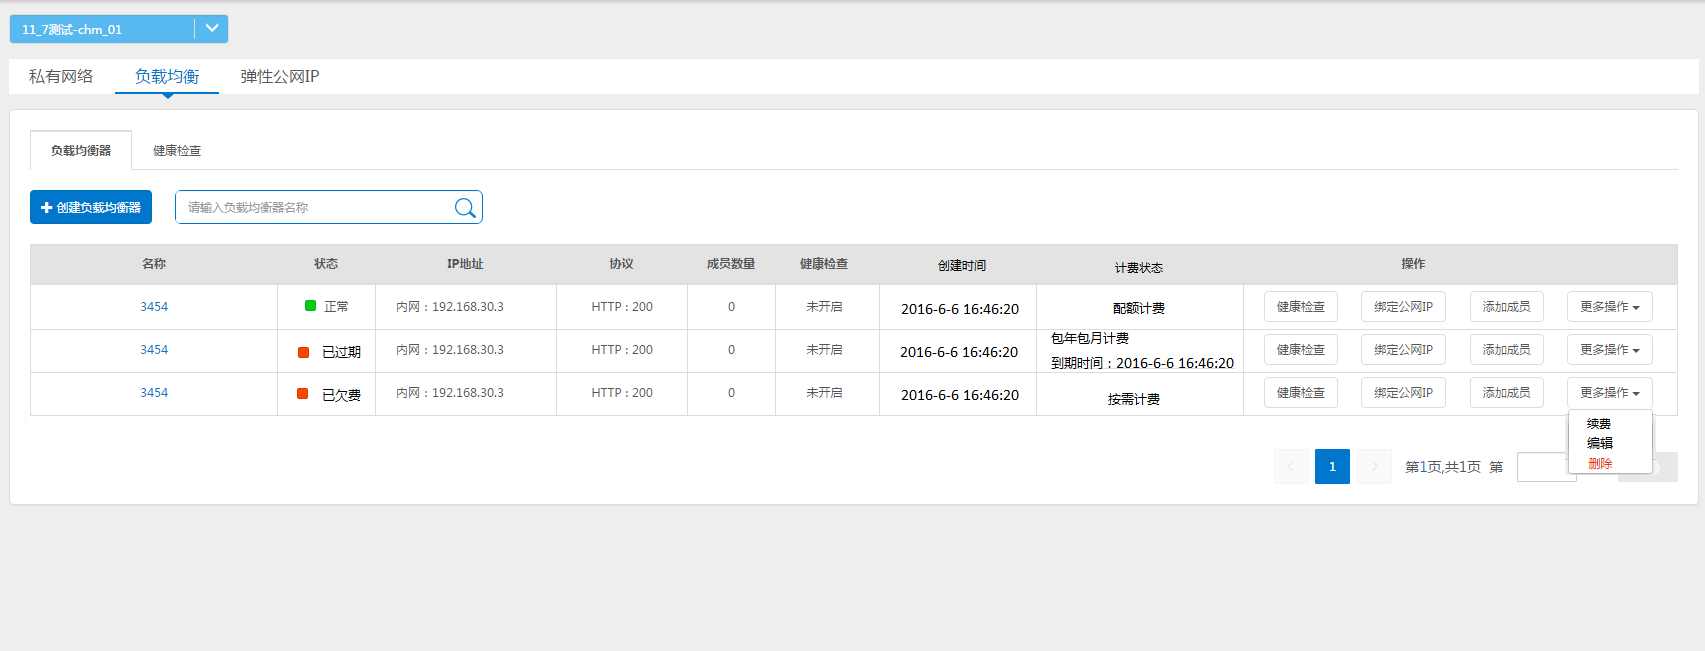 11_7测试-chm_01
私有网络 负载均衡 弹性公网IP
负载均衡器 健康检查
创建负载均衡器 请输入负载均衡器名称
名称 状态 IP地址 协议 成员数量 健康检查 创建时间 计费状态 操作
3454 正常 内网：192.168.30.3 HTTP : 200 0 未开启 2016-6-6 16:46:20 配额计费 健康检查 绑定公网IP 添加成员 更多操作
3454 已过期 内网：192.168.30.3 HTTP : 200 0 未开启 2016-6-6 16:46:20 包年包月计费 健康检查 绑定公网IP 添加成员 更多操作
到期时间：2016-6-6 16:46:20
3454 已欠费 内网：192.168.30.3 HTTP : 200 0 未开启 2016-6-6 16:46:20 按需计费 健康检查 绑定公网IP 添加成员 更多操作
续费
编辑
删除
1 第1页,共1页 第